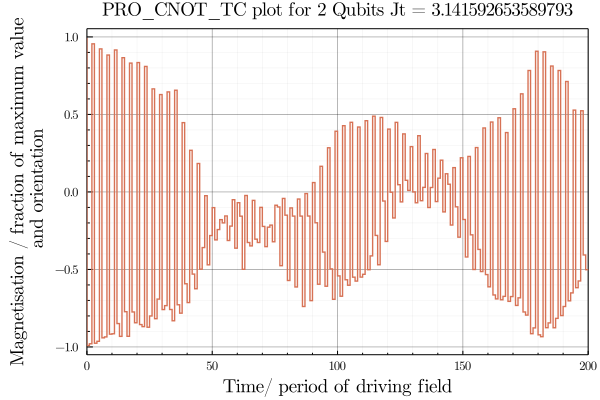 PRO_CNOT_TC plot for 2 Qubits Jt = 3.141592653589793
Magnetisation / fraction of maximum value
and orientation
1.0
0.5
0.0
−0.5
−1.0
0 50 100 150 200
Time/ period of driving field